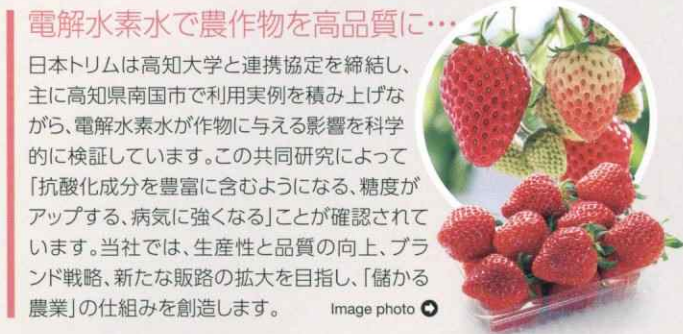 電解水素水で農作物を高品質に…
日本トリムは高知大学と連携協定を締結し、
主に高知県南国市で利用実例を積み上げな
がら、電解水素水が作物に与える影響を科学
的に検証しています。この共同研究によって
「抗酸化成分を豊富に含むようになる、糖度が
アップする、病気に強くなる」ことが確認されて
います。当社では、生産性と品質の向上、ブラ
ンド戦略、新たな販路の拡大を目指し、「儲かる
農業」の仕組みを創造します。 Image photo